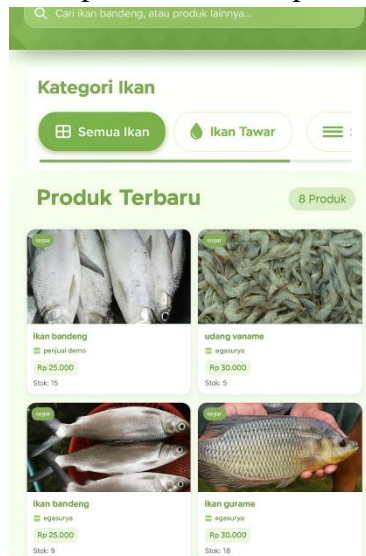 Cari ikan bandeng, atau produk lainnya...
Kategori Ikan
Semua Ikan
Ikan Tawar
Produk Terbaru
8 Produk
segar
ikan bandeng
penjual demo
Rp 25.000
Stok: 15
segar
udang vaname
egasurya
Rp 30.000
Stok: 5
segar
ikan bandeng
egasurya
Rp 25.000
Stok: 9
segar
ikan gurame
egasurya
Rp 30.000
Stok: 18